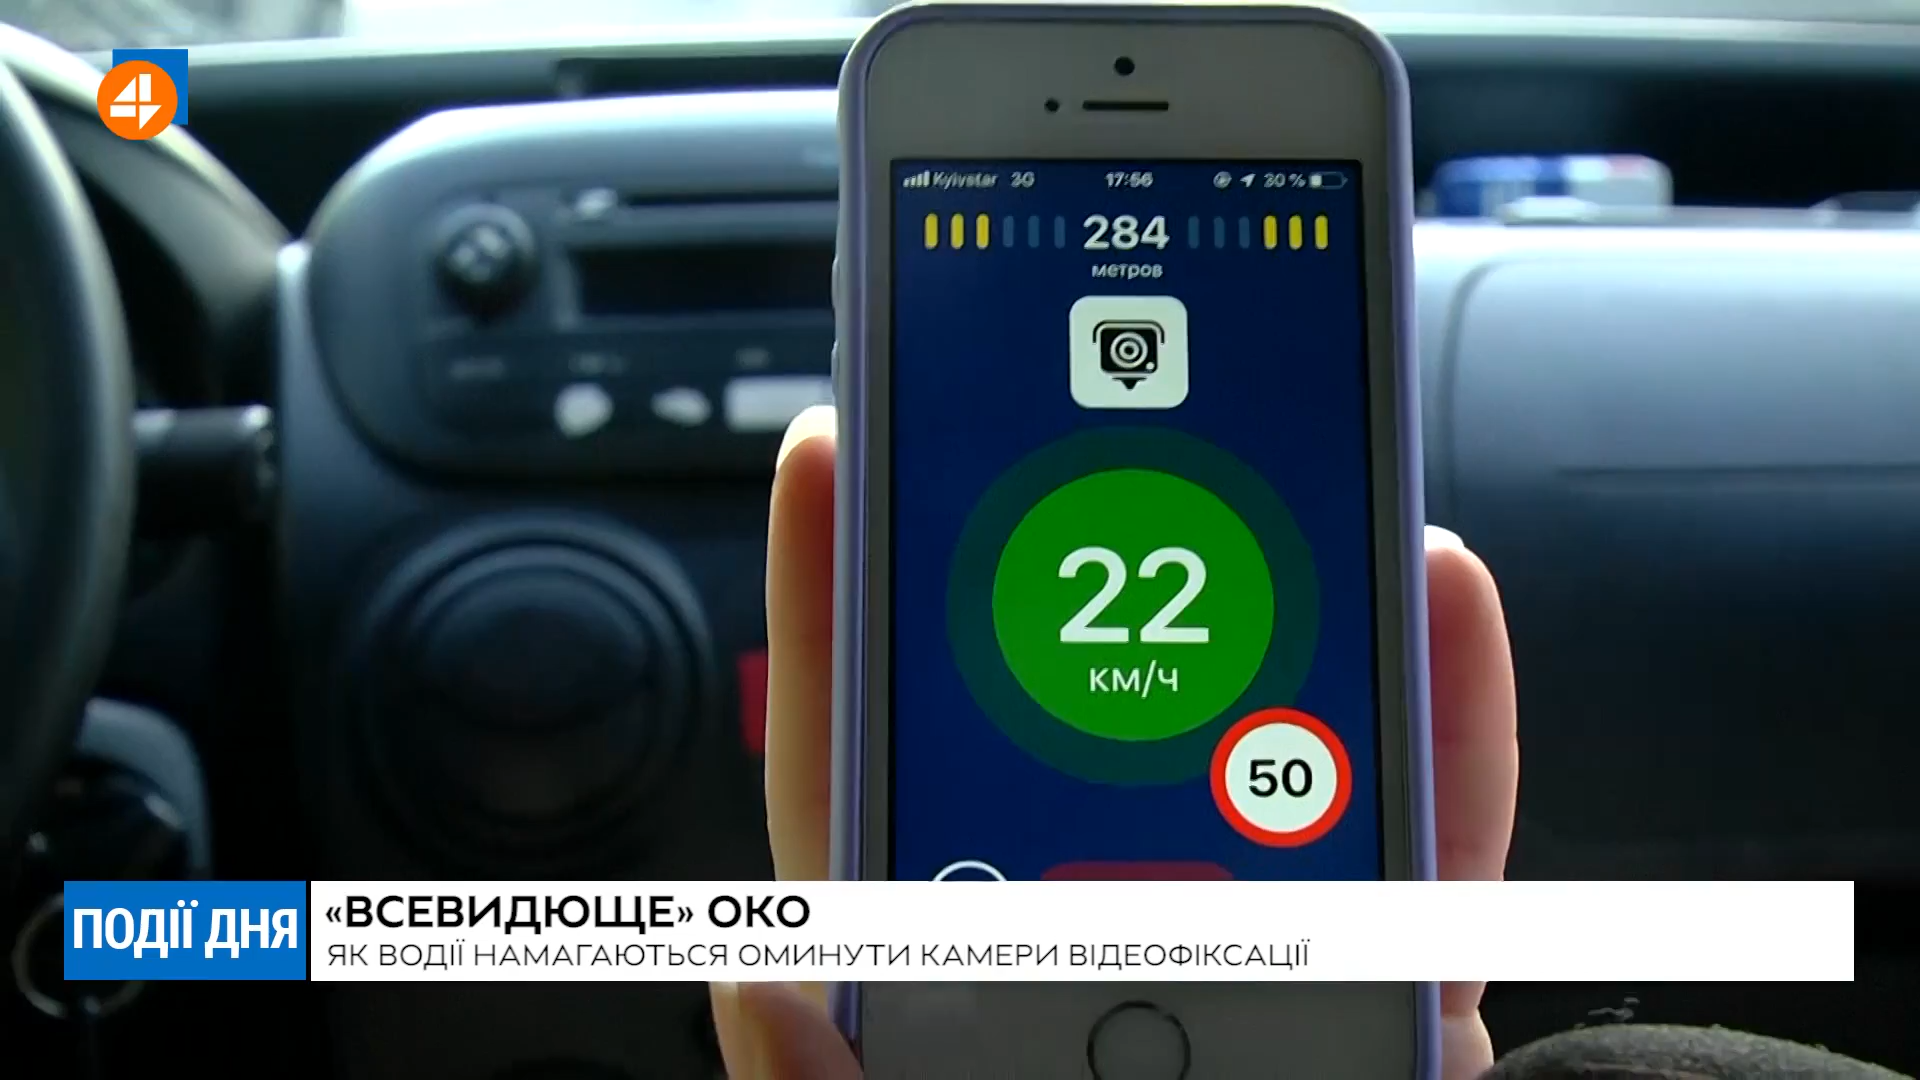 Kyivstar 3G 17:56 30 %
284
метров
22
км/ч
50
ПОДІЇ ДНЯ
«ВСЕВИДЮЩЕ» ОКО
ЯК ВОДІЇ НАМАГАЮТЬСЯ ОМИНУТИ КАМЕРИ ВІДЕОФІКСАЦІЇ